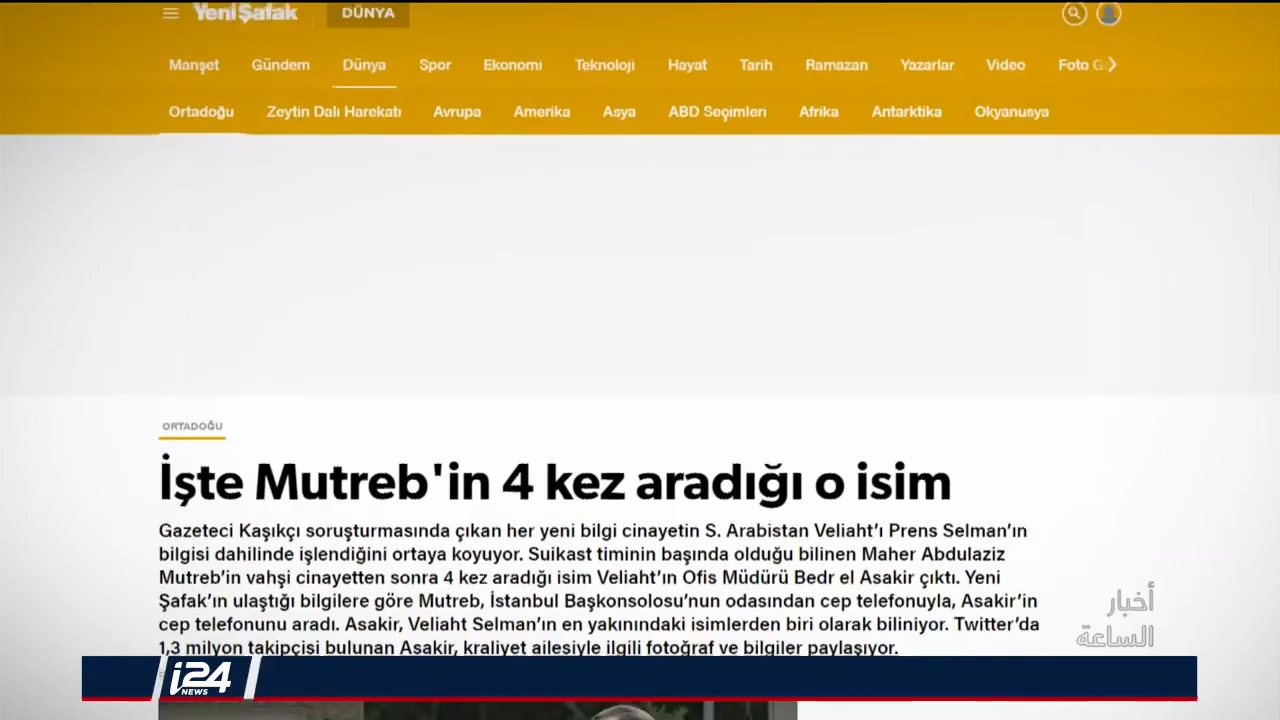 Yeni Şafak
DÜNYA
Manşet Gündem Dünya Spor Ekonomi Teknoloji Hayat Tarih Ramazan Yazarlar Video Foto G
Ortadoğu Zeytin Dalı Harekatı Avrupa Amerika Asya ABD Seçimleri Afrika Antarktika Okyanusya
ORTADOĞU
İşte Mutreb'in 4 kez aradığı o isim
Gazeteci Kaşıkçı soruşturmasında çıkan her yeni bilgi cinayetin S. Arabistan Veliaht’ı Prens Selman’ın
bilgisi dahilinde işlendiğini ortaya koyuyor. Suikast timinin başında olduğu bilinen Maher Abdulaziz
Mutreb’in vahşi cinayetten sonra 4 kez aradığı isim Veliaht’ın Ofis Müdürü Bedr el Asakir çıktı. Yeni
Şafak’ın ulaştığı bilgilere göre Mutreb, İstanbul Başkonsolosu’nun odasından cep telefonuyla, Asakir’in
cep telefonunu aradı. Asakir, Veliaht Selman’ın en yakınındaki isimlerden biri olarak biliniyor. Twitter’da
1,3 milyon takipçisi bulunan Asakir, kraliyet ailesiyle ilgili fotoğraf ve bilgiler paylaşıyor.
أخبار
الساعة
i24
NEWS